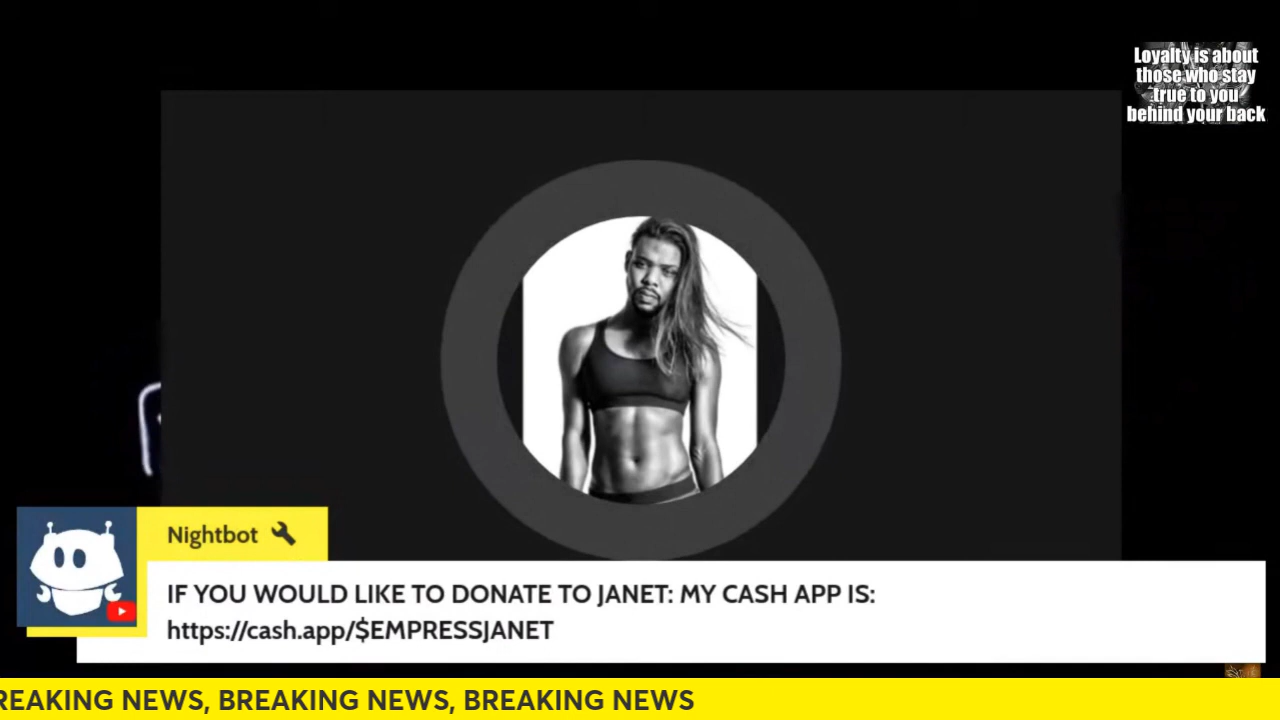 Loyalty is about
those who stay
true to you
behind your back
Nightbot
IF YOU WOULD LIKE TO DONATE TO JANET: MY CASH APP IS:
https://cash.app/$EMPRESSJANET
REAKING NEWS, BREAKING NEWS, BREAKING NEWS